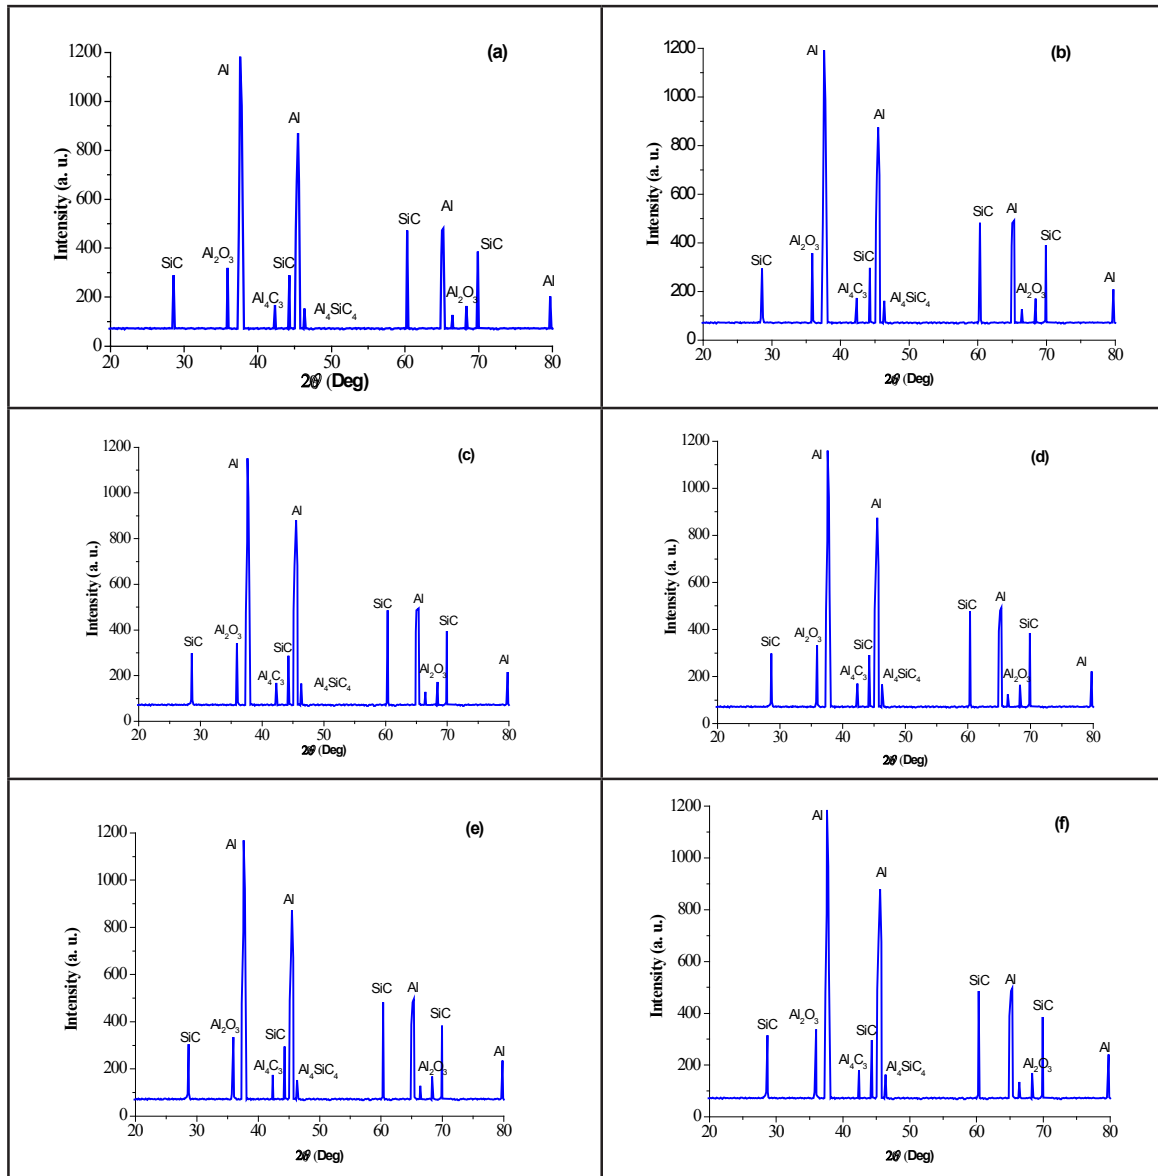 (a)
1200
1000
800
600
400
200
0
Intensity (a. u.)
SiC
Al₂O₃
Al
Al₄C₃
SiC
Al
Al₄SiC₄
SiC
Al
Al₂O₃
SiC
Al
20 30 40 50 60 70 80
2θ (Deg)
(b)
1200
1000
800
600
400
200
0
Intensity (a. u.)
SiC
Al₂O₃
Al
Al₄C₃
SiC
Al
Al₄SiC₄
SiC
Al
Al₂O₃
SiC
Al
20 30 40 50 60 70 80
2θ (Deg)
(c)
1200
1000
800
600
400
200
0
Intensity (a. u.)
SiC
Al₂O₃
Al
Al₄C₃
SiC
Al
Al₄SiC₄
SiC
Al
Al₂O₃
SiC
Al
20 30 40 50 60 70 80
2θ (Deg)
(d)
1200
1000
800
600
400
200
0
Intensity (a. u.)
SiC
Al₂O₃
Al
Al₄C₃
SiC
Al
Al₄SiC₄
SiC
Al
Al₂O₃
SiC
Al
20 30 40 50 60 70 80
2θ (Deg)
(e)
1200
1000
800
600
400
200
0
Intensity (a. u.)
SiC
Al₂O₃
Al
Al₄C₃
SiC
Al
Al₄SiC₄
SiC
Al
Al₂O₃
SiC
Al
20 30 40 50 60 70 80
2θ (Deg)
(f)
1200
1000
800
600
400
200
0
Intensity (a. u.)
SiC
Al₂O₃
Al
Al₄C₃
SiC
Al
Al₄SiC₄
SiC
Al
Al₂O₃
SiC
Al
20 30 40 50 60 70 80
2θ (Deg)